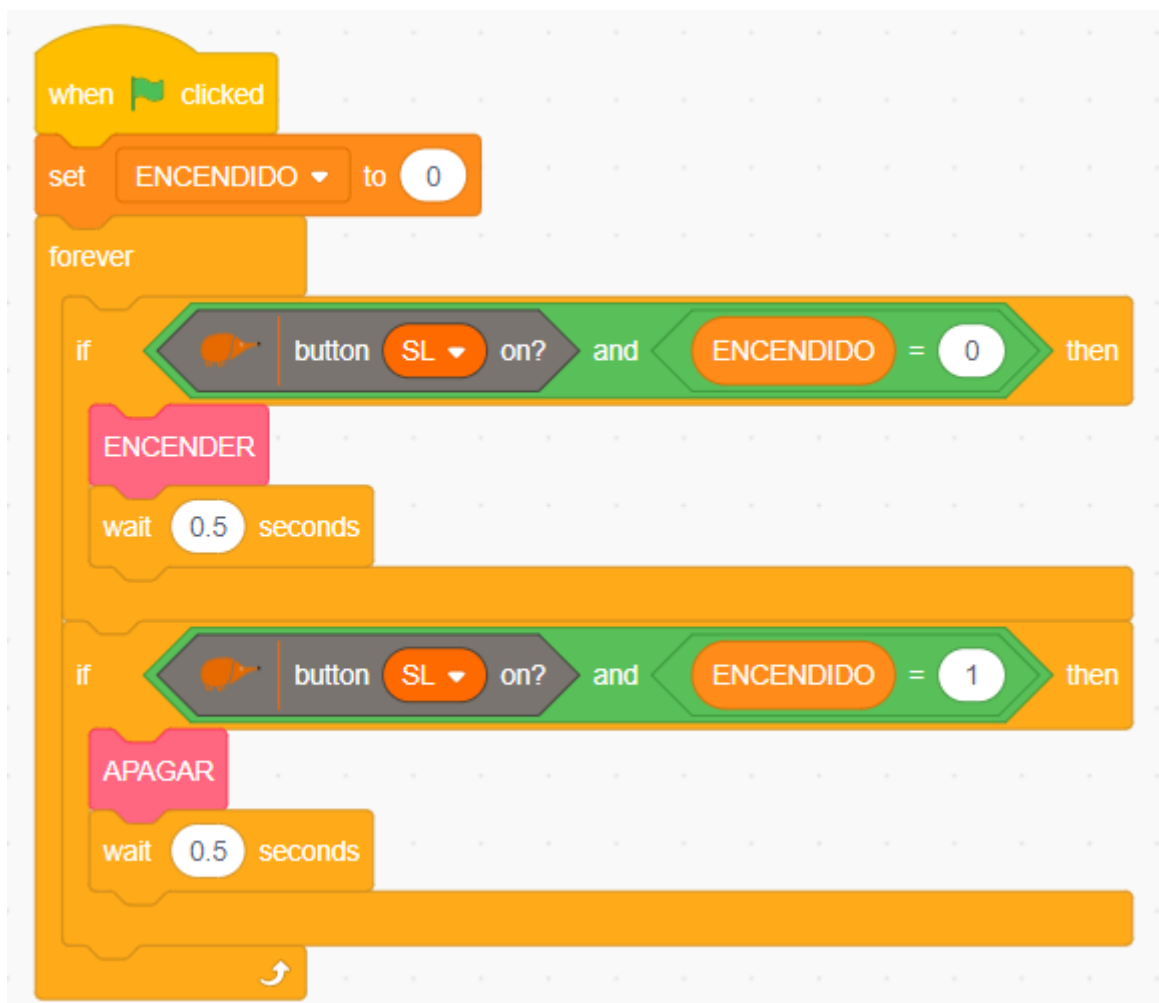 when clicked
set ENCENDIDO to 0
forever
if button SL on? and ENCENDIDO = 0 then
ENCENDER
wait 0.5 seconds
if button SL on? and ENCENDIDO = 1 then
APAGAR
wait 0.5 seconds